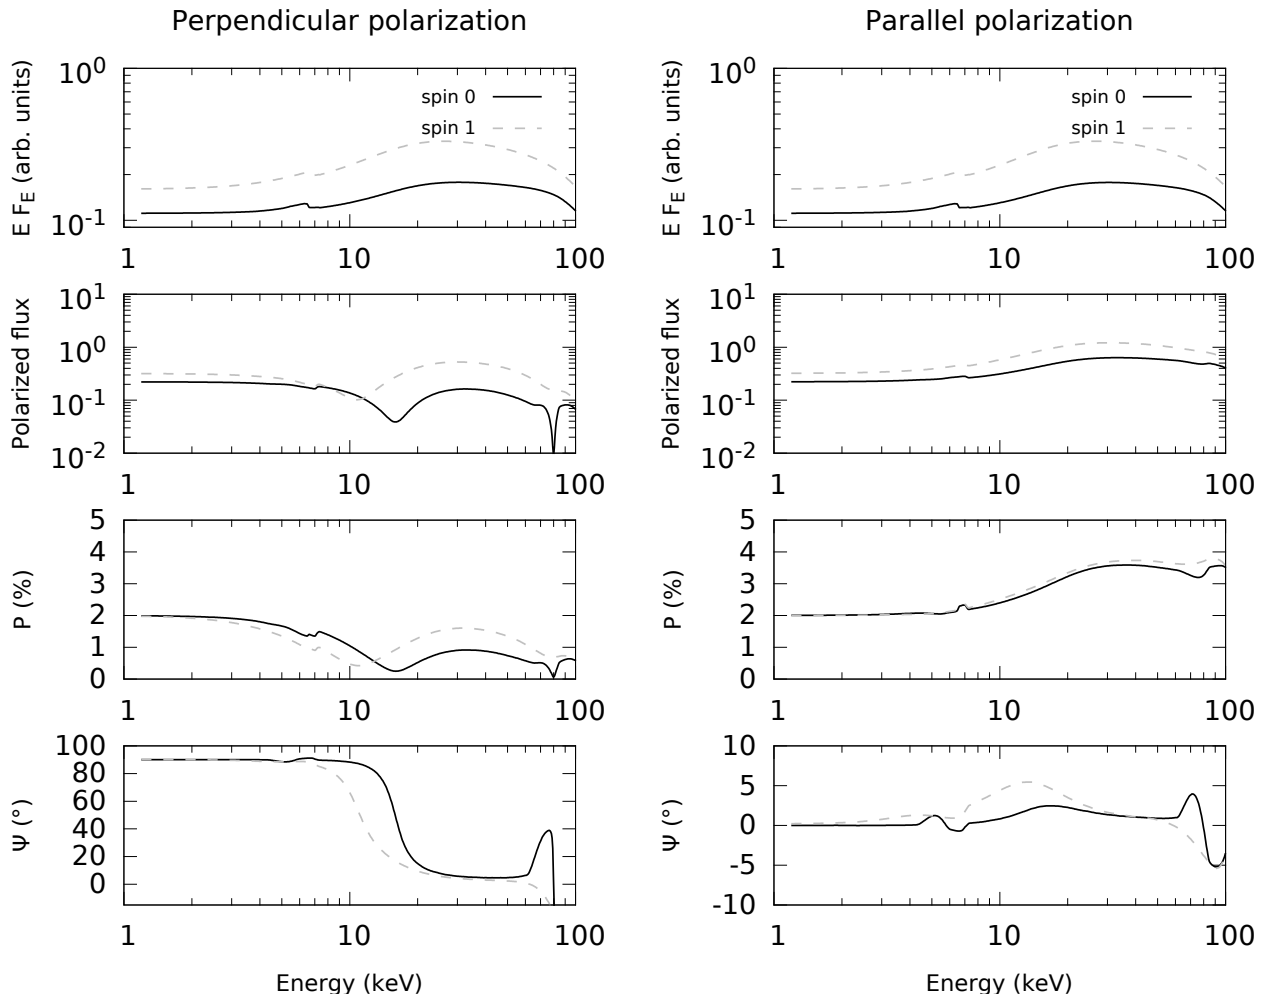 Perpendicular polarization
Parallel polarization
E F_E (arb. units)
10^0
10^-1
spin 0
spin 1
1 10 100
E F_E (arb. units)
10^0
10^-1
spin 0
spin 1
1 10 100
Polarized flux
10^1
10^0
10^-1
10^-2
1 10 100
Polarized flux
10^1
10^0
10^-1
10^-2
1 10 100
P (%)
5
4
3
2
1
0
1 10 100
P (%)
5
4
3
2
1
0
1 10 100
Ψ (°)
100
80
60
40
20
0
1 10 100
Energy (keV)
Ψ (°)
10
5
0
-5
-10
1 10 100
Energy (keV)